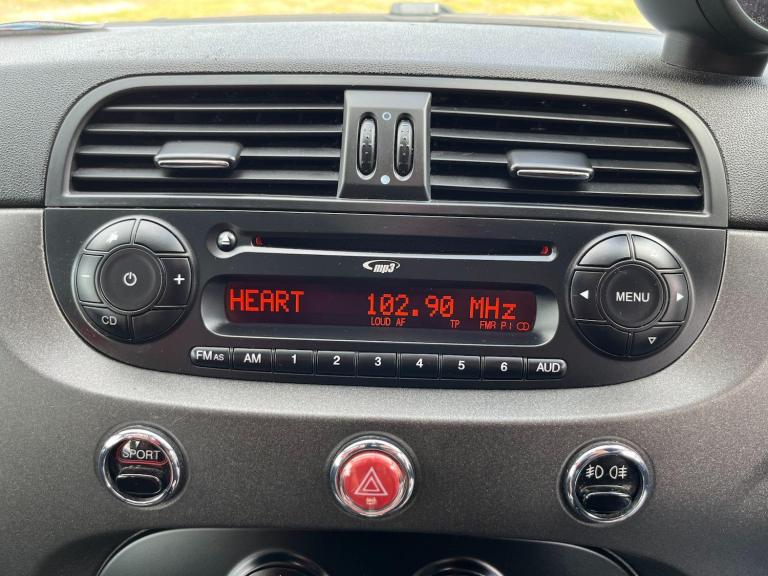 mp3
HEART 102.90 MHz
LOUD AF TP FMR P I CD
− + CD
MENU
FM AS AM 1 2 3 4 5 6 AUD
SPORT